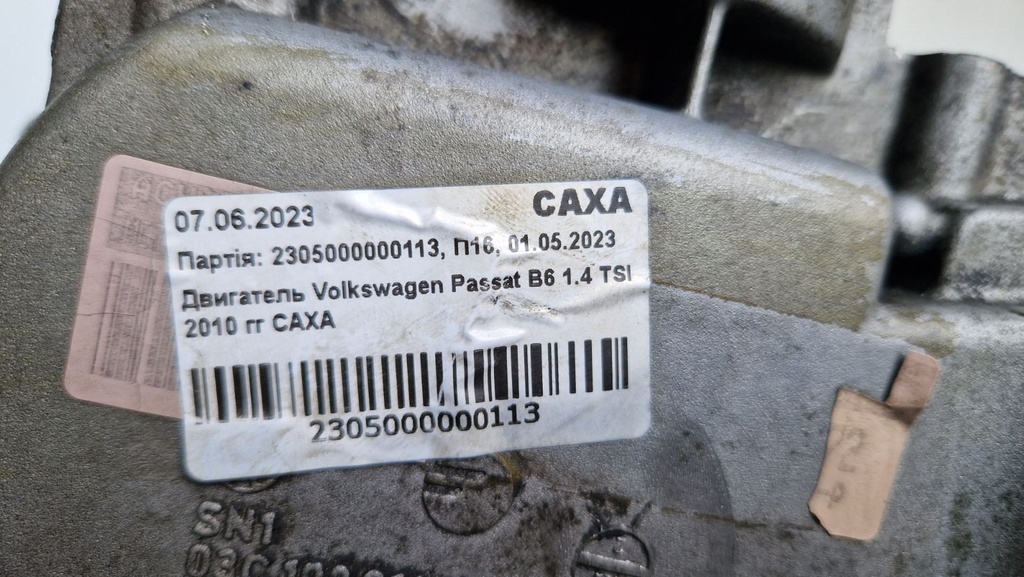 07.06.2023
CAXA
Партія: 2305000000113, П16, 01.05.2023
Двигатель Volkswagen Passat B6 1.4 TSI
2010 гг CAXA
2305000000113
SN1